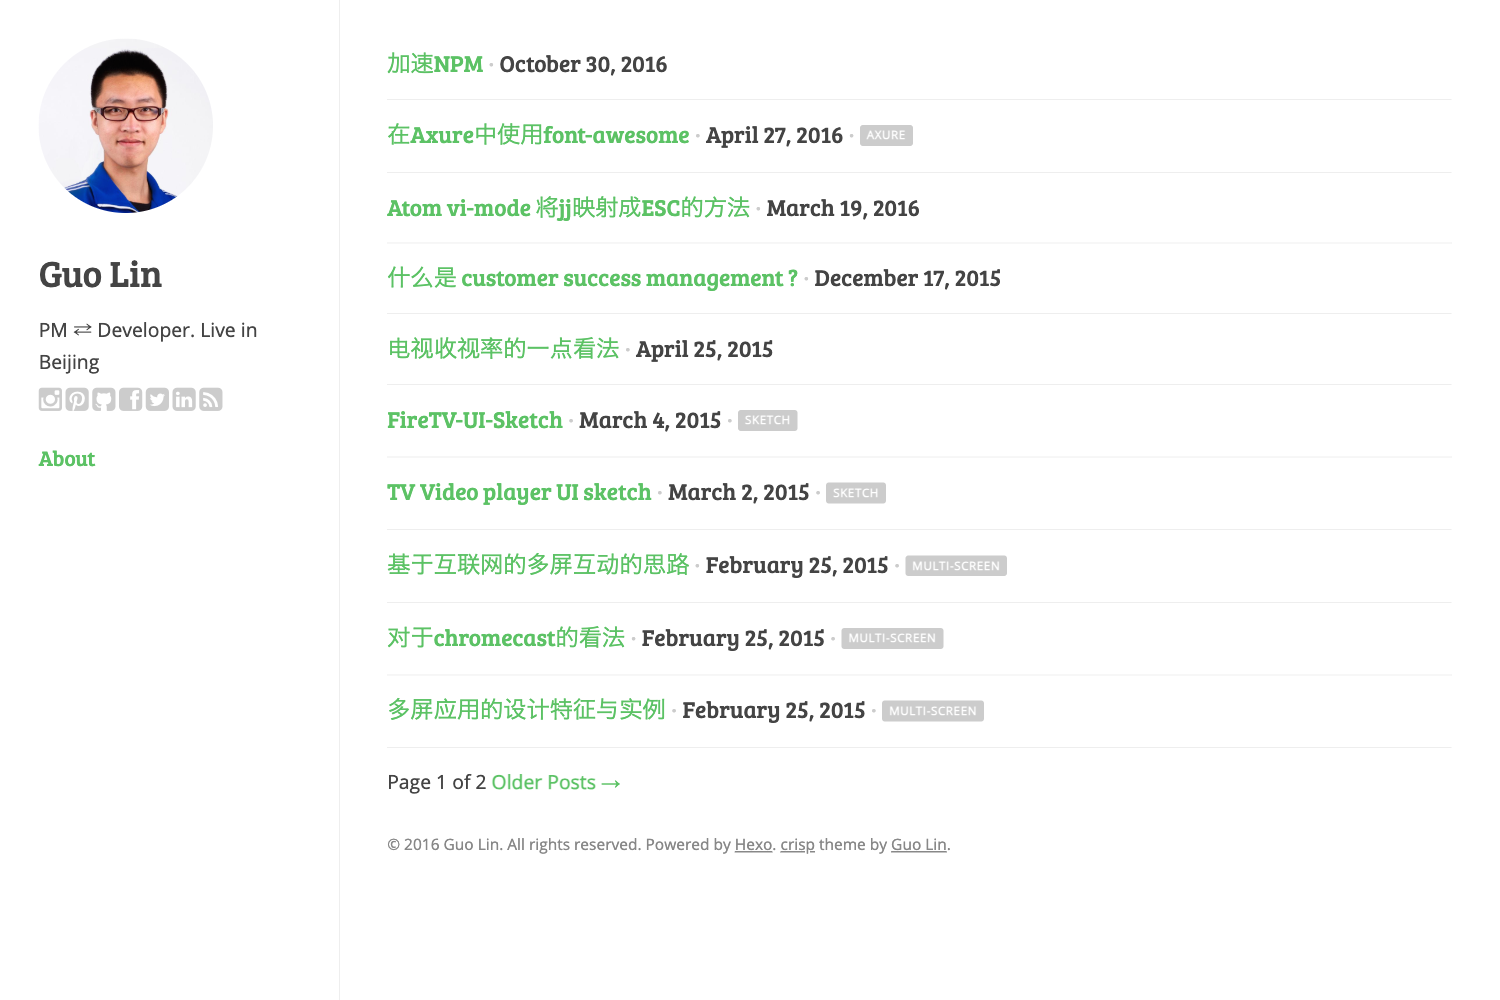 Guo Lin
PM ⇄ Developer. Live in
Beijing
About
加速NPM · October 30, 2016
在Axure中使用font-awesome · April 27, 2016 · AXURE
Atom vi-mode 将jj映射成ESC的方法 · March 19, 2016
什么是 customer success management ? · December 17, 2015
电视收视率的一点看法 · April 25, 2015
FireTV-UI-Sketch · March 4, 2015 · SKETCH
TV Video player UI sketch · March 2, 2015 · SKETCH
基于互联网的多屏互动的思路 · February 25, 2015 · MULTI-SCREEN
对于chromecast的看法 · February 25, 2015 · MULTI-SCREEN
多屏应用的设计特征与实例 · February 25, 2015 · MULTI-SCREEN
Page 1 of 2 Older Posts →
© 2016 Guo Lin. All rights reserved. Powered by Hexo. crisp theme by Guo Lin.